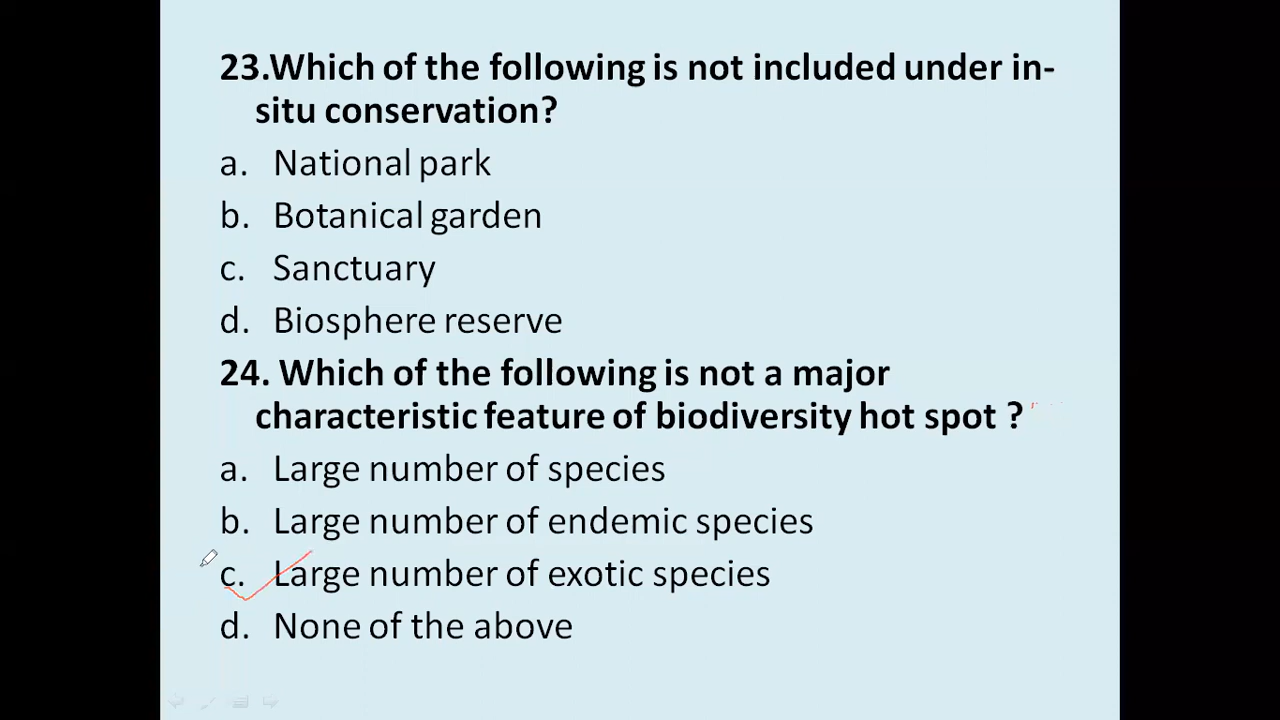 23.Which of the following is not included under in-
situ conservation?
a. National park
b. Botanical garden
c. Sanctuary
d. Biosphere reserve
24. Which of the following is not a major
characteristic feature of biodiversity hot spot ?
a. Large number of species
b. Large number of endemic species
c. Large number of exotic species
d. None of the above